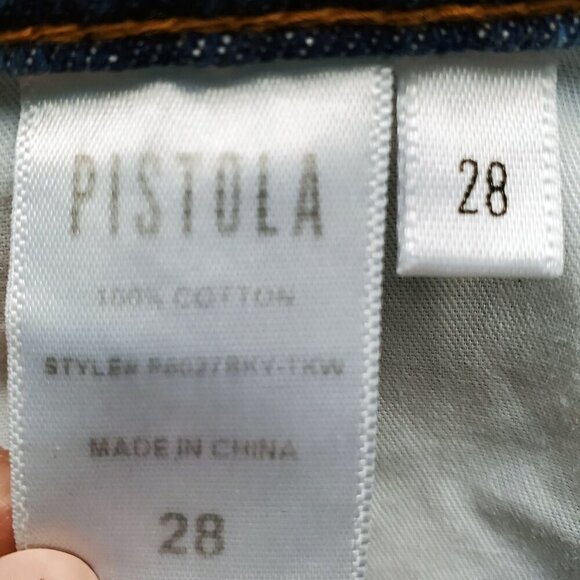 PISTOLA
28
100% COTTON
STYLE#
MADE IN CHINA
28